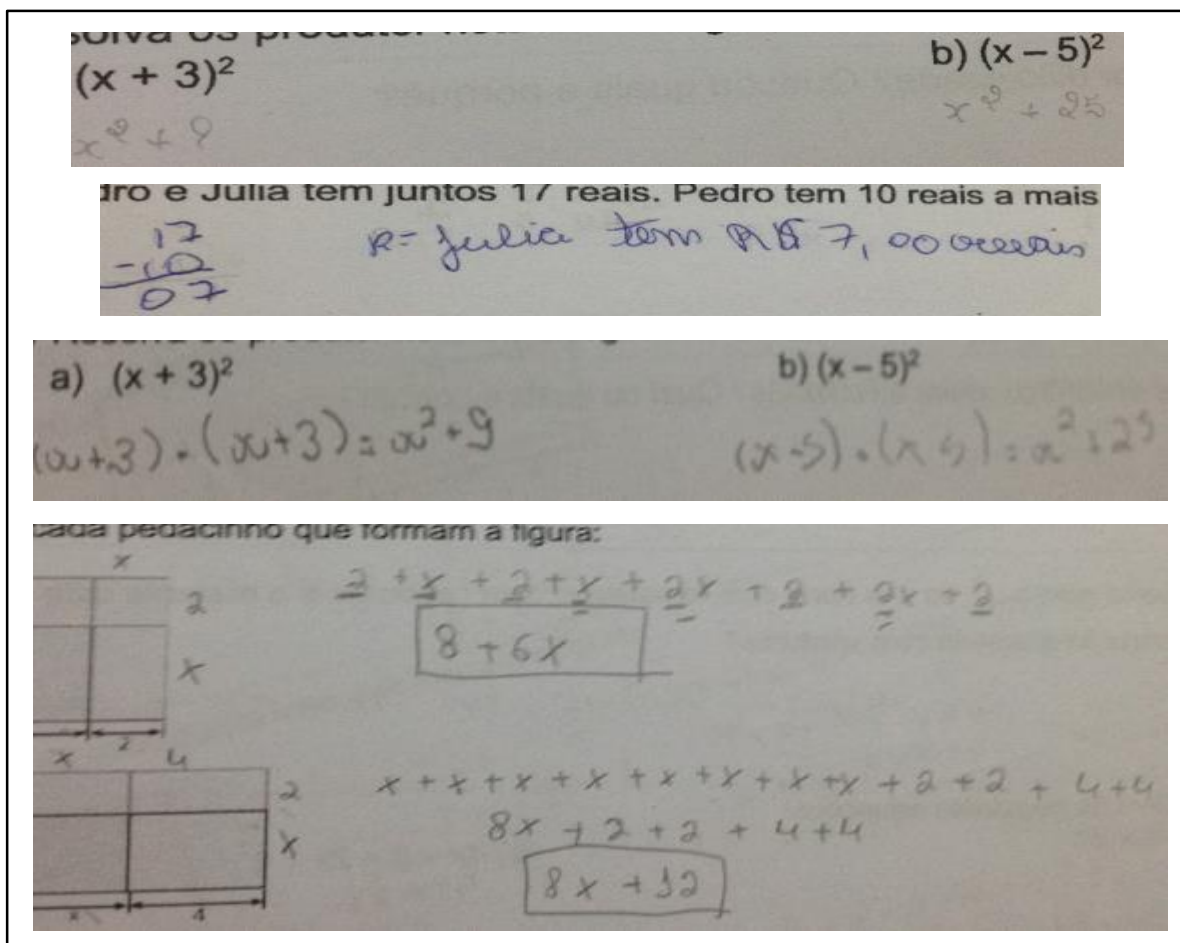 (x + 3)² b) (x – 5)²
x² + 9 x² + 25
dro e Julia tem juntos 17 reais. Pedro tem 10 reais a mais
17
-10
07
R= Julia tem R$ 7,00 reais
a) (x + 3)² b) (x – 5)²
(x+3).(x+3)=x²+9 (x-5).(x 5)=x²+25
cada pedacinho que formam a figura:
x
2
x
2
2 + x + 2 + x + 2x + 2 + 2x + 2
8 + 6x
x 4
2
x
x 4
x + x + x + x + x + x + x + x + 2 + 2 + 4 + 4
8x + 2 + 2 + 4 + 4
8x + 12